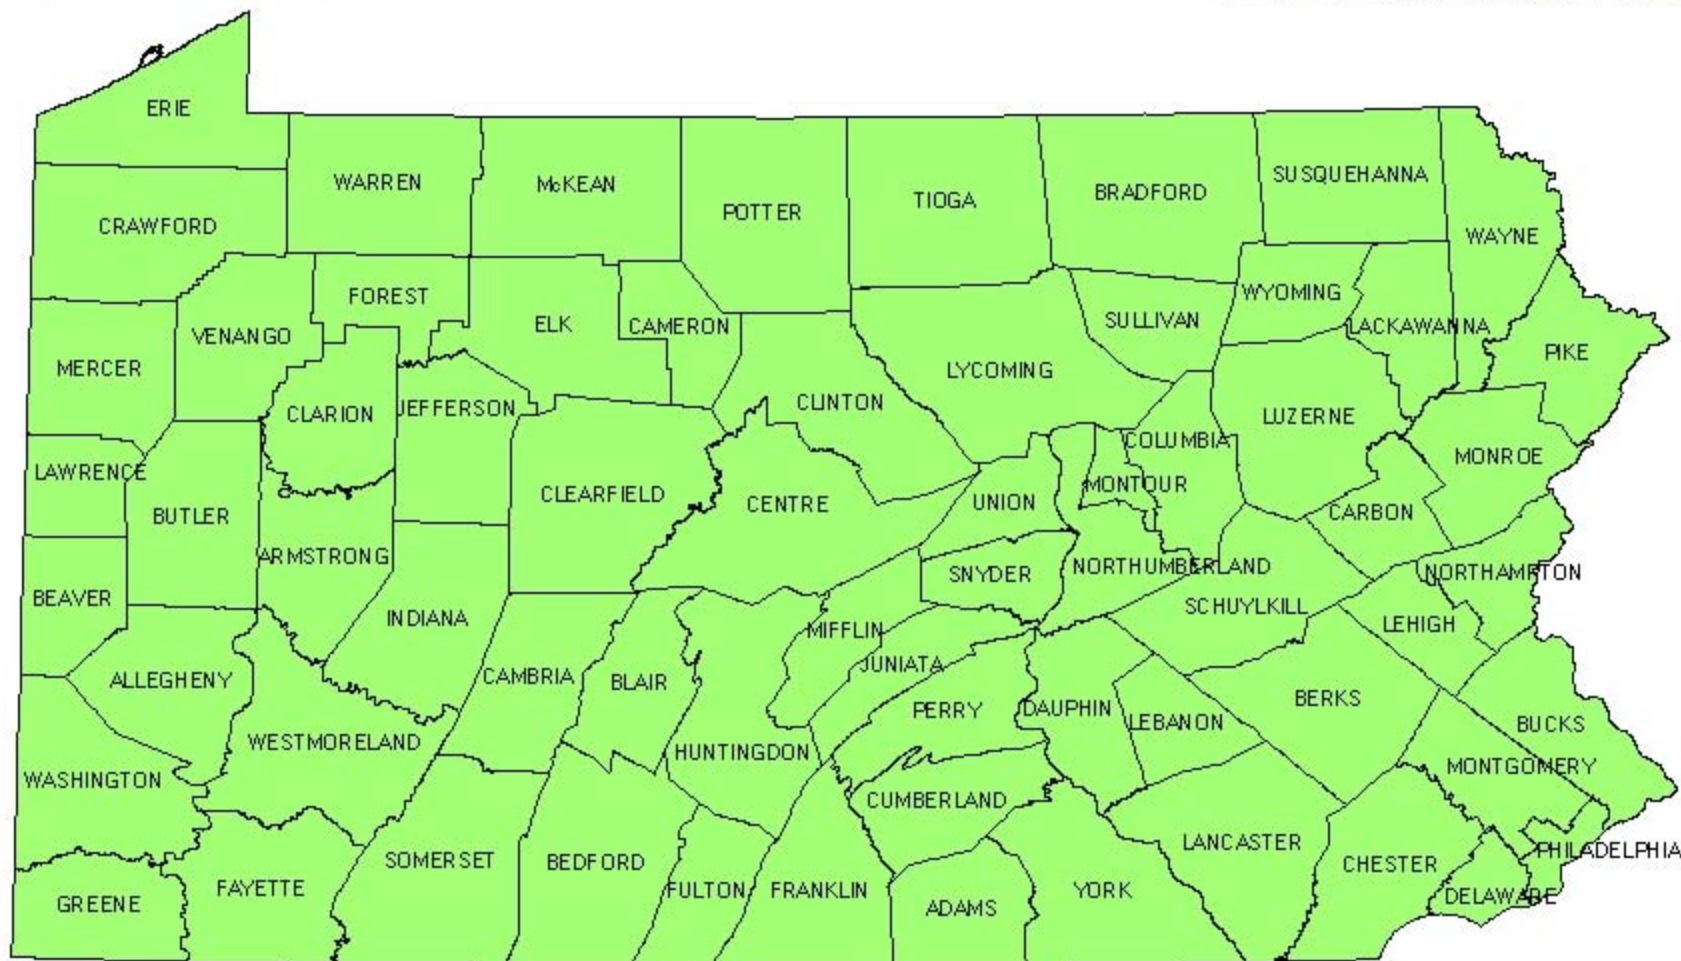 ERIE
WARREN
McKEAN
POTTER
TIOGA
BRADFORD
SUSQUEHANNA
WAYNE
CRAWFORD
FOREST
VENANGO
ELK
CAMERON
SULLIVAN
WYOMING
LACKAWANNA
PIKE
MERCER
CLARION
JEFFERSON
CLINTON
LYCOMING
LUZERNE
COLUMBIA
MONROE
LAWRENCE
BUTLER
CLEARFIELD
CENTRE
UNION
MONTOUR
CARBON
ARMSTRONG
SNYDER
NORTHUMBERLAND
NORTHAMPTON
BEAVER
INDIANA
MIFFLIN
SCHUYLKILL
LEHIGH
ALLEGHENY
CAMBRIA
BLAIR
JUNIATA
PERRY
DAUPHIN
LEBANON
BERKS
BUCKS
WESTMORELAND
HUNTINGDON
WASHINGTON
CUMBERLAND
MONTGOMERY
LANCASTER
PHILADELPHIA
GREENE
FAYETTE
SOMERSET
BEDFORD
FULTON
FRANKLIN
ADAMS
YORK
CHESTER
DELAWARE